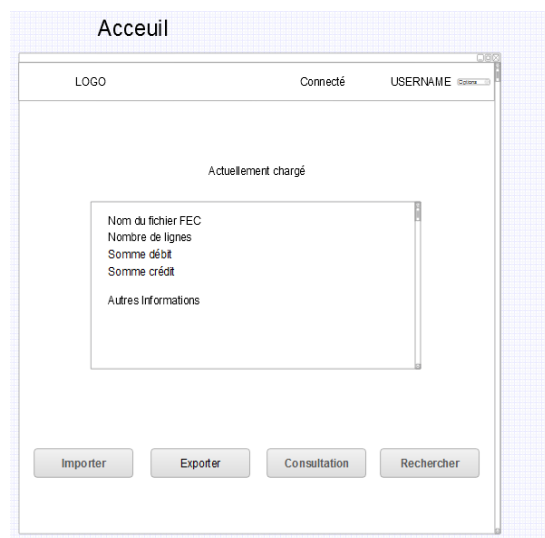 Acceuil
LOGO Connecté USERNAME Options
Actuellement chargé
Nom du fichier FEC
Nombre de lignes
Somme débit
Somme crédit
Autres Informations
Importer Exporter Consultation Rechercher